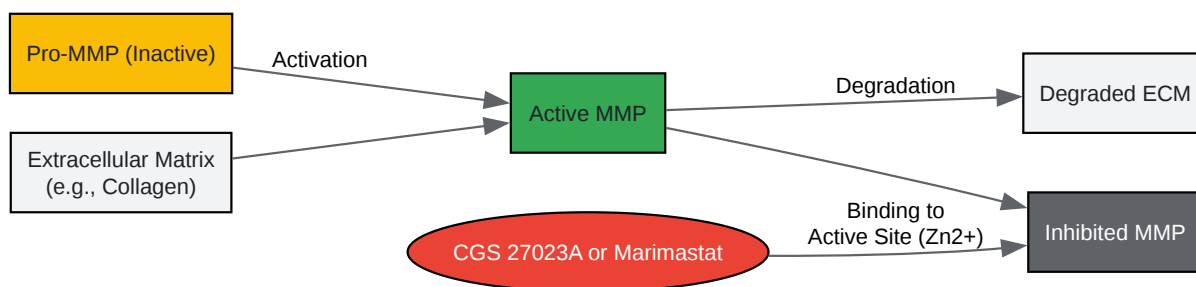 Pro-MMP (Inactive)
Activation
Extracellular Matrix
(e.g., Collagen)
Active MMP
Degradation
Degraded ECM
CGS 27023A or Marimastat
Binding to
Active Site (Zn2+)
Inhibited MMP